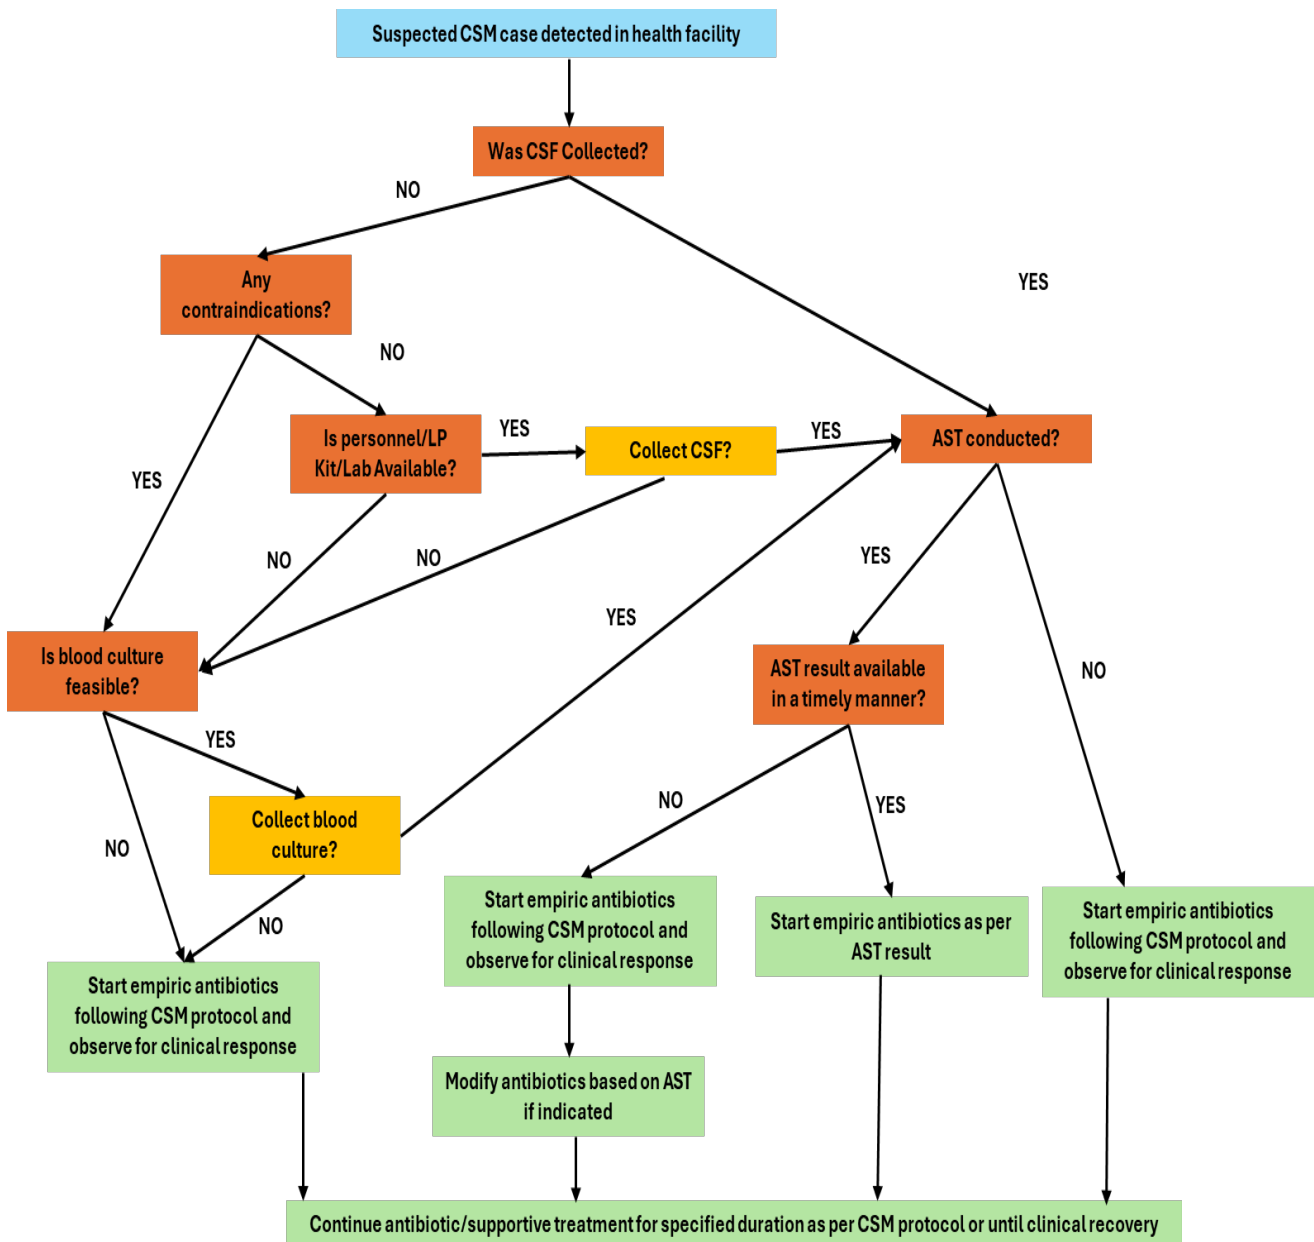 Suspected CSM case detected in health facility
Was CSF Collected?
NO
YES
Any
contraindications?
NO
YES
Is personnel/LP
Kit/Lab Available?
YES
Collect CSF?
YES
AST conducted?
NO
NO
YES
YES
NO
Is blood culture
feasible?
AST result available
in a timely manner?
YES
NO
Collect blood
culture?
NO
YES
NO
Start empiric antibiotics
following CSM protocol and
observe for clinical response
Start empiric antibiotics
following CSM protocol and
observe for clinical response
Start empiric antibiotics as per
AST result
Start empiric antibiotics
following CSM protocol and
observe for clinical response
Modify antibiotics based on AST
if indicated
Continue antibiotic/supportive treatment for specified duration as per CSM protocol or until clinical recovery